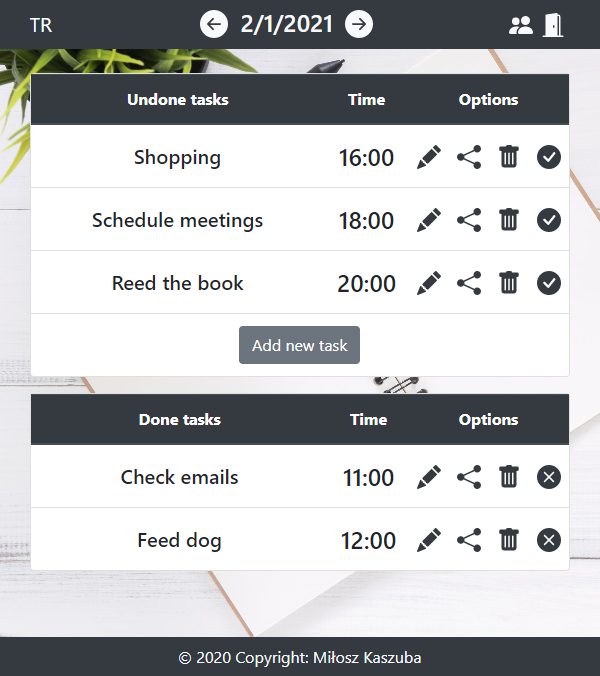 TR 2/1/2021
Undone tasks Time Options
Shopping 16:00
Schedule meetings 18:00
Reed the book 20:00
Add new task
Done tasks Time Options
Check emails 11:00
Feed dog 12:00
© 2020 Copyright: Miłosz Kaszuba